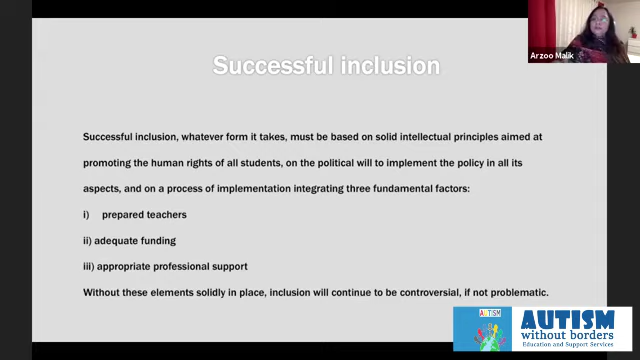 Arzoo Malik
Successful inclusion
Successful inclusion, whatever form it takes, must be based on solid intellectual principles aimed at
promoting the human rights of all students, on the political will to implement the policy in all its
aspects, and on a process of implementation integrating three fundamental factors:
i) prepared teachers
ii) adequate funding
iii) appropriate professional support
Without these elements solidly in place, inclusion will continue to be controversial, if not problematic.
AUTISM
AUTISM
without borders
Education and Support Services